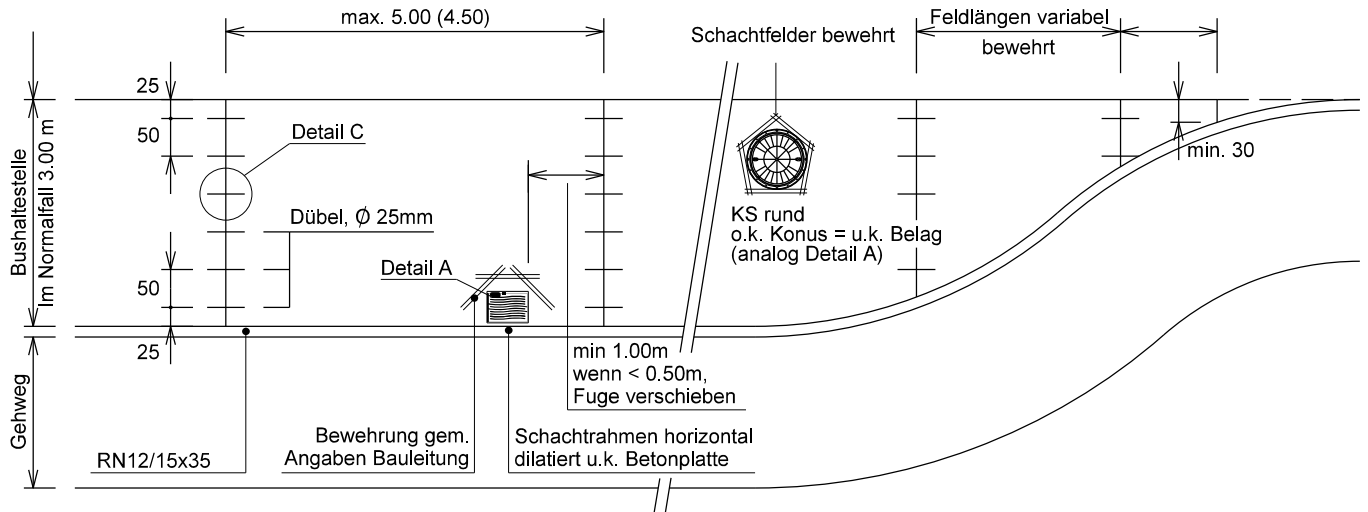 max. 5.00 (4.50)
Feldlängen variabel
bewehrt
Schachtfelder bewehrt
25
50
Detail C
min. 30
Bushaltestelle
Im Normalfall 3.00 m
Dübel, Ø 25mm
KS rund
o.k. Konus = u.k. Belag
(analog Detail A)
Detail A
50
25
min 1.00m
wenn < 0.50m,
Fuge verschieben
Gehweg
RN12/15x35
Bewehrung gem.
Angaben Bauleitung
Schachtrahmen horizontal
dilatiert u.k. Betonplatte